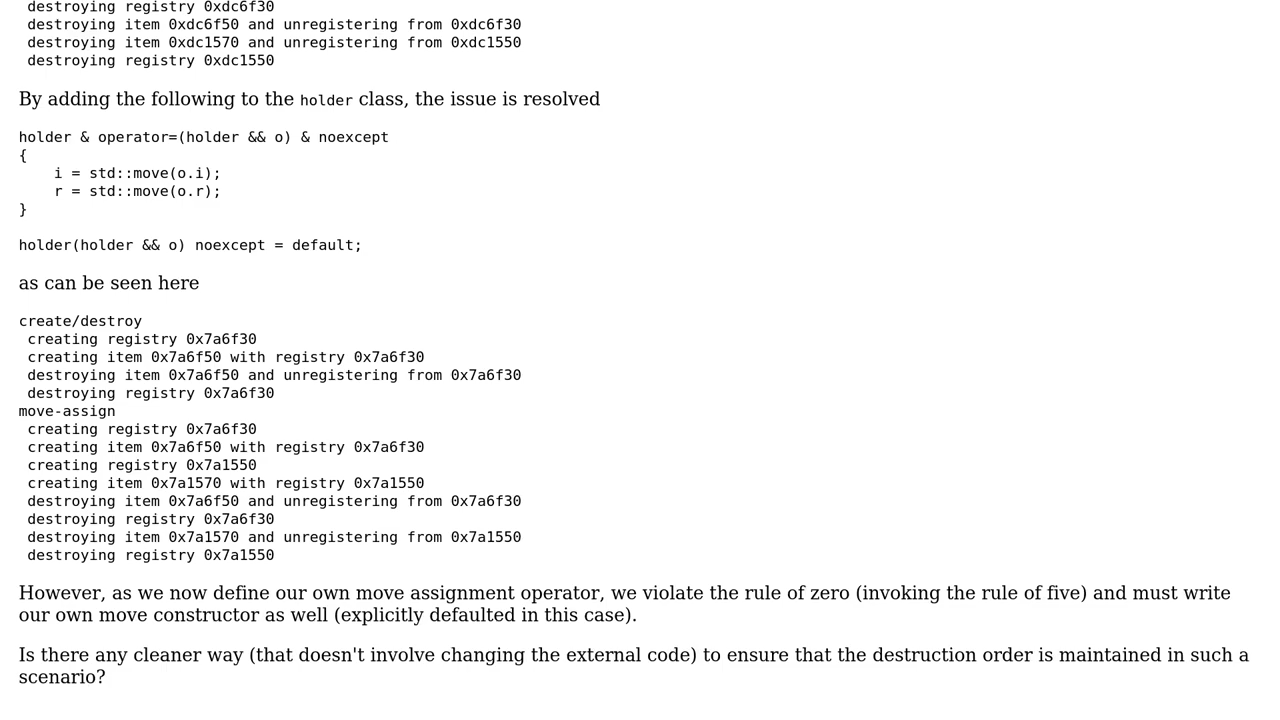 destroying registry 0xdc6f30
destroying item 0xdc6f50 and unregistering from 0xdc6f30
destroying item 0xdc1570 and unregistering from 0xdc1550
destroying registry 0xdc1550
By adding the following to the holder class, the issue is resolved
holder & operator=(holder && o) & noexcept
{
    i = std::move(o.i);
    r = std::move(o.r);
}
holder(holder && o) noexcept = default;
as can be seen here
create/destroy
 creating registry 0x7a6f30
 creating item 0x7a6f50 with registry 0x7a6f30
 destroying item 0x7a6f50 and unregistering from 0x7a6f30
 destroying registry 0x7a6f30
move-assign
 creating registry 0x7a6f30
 creating item 0x7a6f50 with registry 0x7a6f30
 creating registry 0x7a1550
 creating item 0x7a1570 with registry 0x7a1550
 destroying item 0x7a6f50 and unregistering from 0x7a6f30
 destroying registry 0x7a6f30
 destroying item 0x7a1570 and unregistering from 0x7a1550
 destroying registry 0x7a1550
However, as we now define our own move assignment operator, we violate the rule of zero (invoking the rule of five) and must write
our own move constructor as well (explicitly defaulted in this case).
Is there any cleaner way (that doesn't involve changing the external code) to ensure that the destruction order is maintained in such a
scenario?